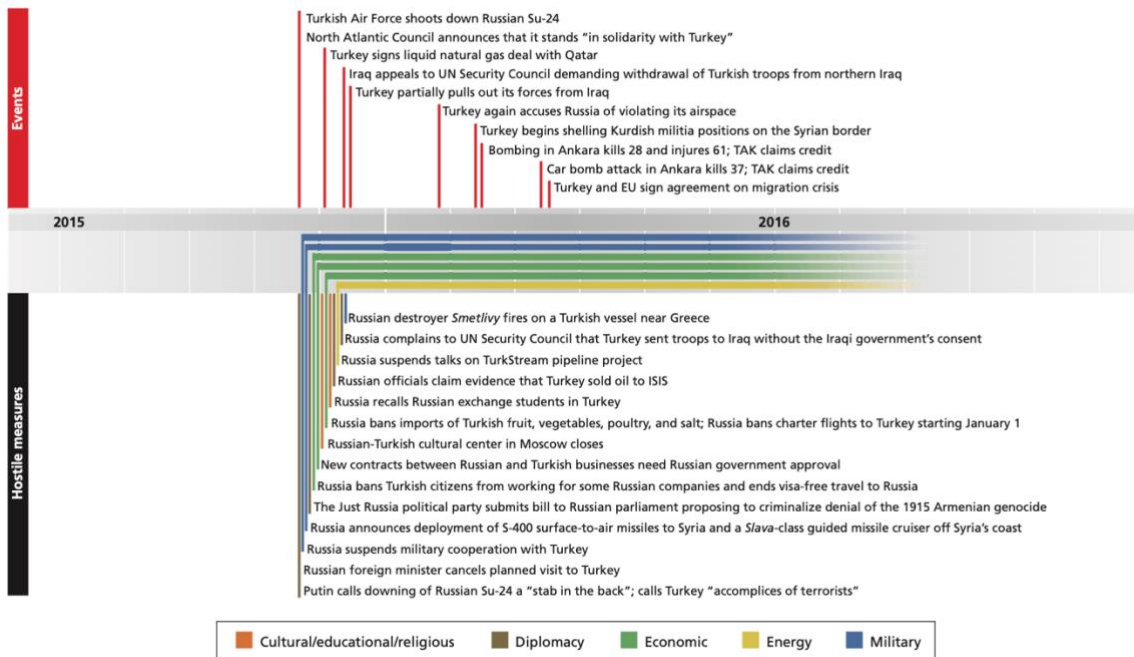 Events
Turkish Air Force shoots down Russian Su-24
North Atlantic Council announces that it stands “in solidarity with Turkey”
Turkey signs liquid natural gas deal with Qatar
Iraq appeals to UN Security Council demanding withdrawal of Turkish troops from northern Iraq
Turkey partially pulls out its forces from Iraq
Turkey again accuses Russia of violating its airspace
Turkey begins shelling Kurdish militia positions on the Syrian border
Bombing in Ankara kills 28 and injures 61; TAK claims credit
Car bomb attack in Ankara kills 37; TAK claims credit
Turkey and EU sign agreement on migration crisis
2015
2016
Hostile measures
Russian destroyer Smetlivy fires on a Turkish vessel near Greece
Russia complains to UN Security Council that Turkey sent troops to Iraq without the Iraqi government’s consent
Russia suspends talks on TurkStream pipeline project
Russian officials claim evidence that Turkey sold oil to ISIS
Russia recalls Russian exchange students in Turkey
Russia bans imports of Turkish fruit, vegetables, poultry, and salt; Russia bans charter flights to Turkey starting January 1
Russian-Turkish cultural center in Moscow closes
New contracts between Russian and Turkish businesses need Russian government approval
Russia bans Turkish citizens from working for some Russian companies and ends visa-free travel to Russia
The Just Russia political party submits bill to Russian parliament proposing to criminalize denial of the 1915 Armenian genocide
Russia announces deployment of S-400 surface-to-air missiles to Syria and a Slava-class guided missile cruiser off Syria’s coast
Russia suspends military cooperation with Turkey
Russian foreign minister cancels planned visit to Turkey
Putin calls downing of Russian Su-24 a “stab in the back”; calls Turkey “accomplices of terrorists”
Cultural/educational/religious
Diplomacy
Economic
Energy
Military